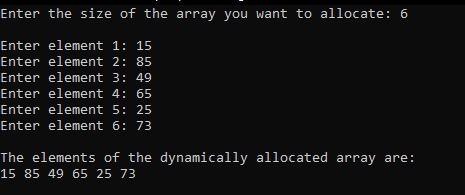 Enter the size of the array you want to allocate: 6
Enter element 1: 15
Enter element 2: 85
Enter element 3: 49
Enter element 4: 65
Enter element 5: 25
Enter element 6: 73
The elements of the dynamically allocated array are:
15 85 49 65 25 73